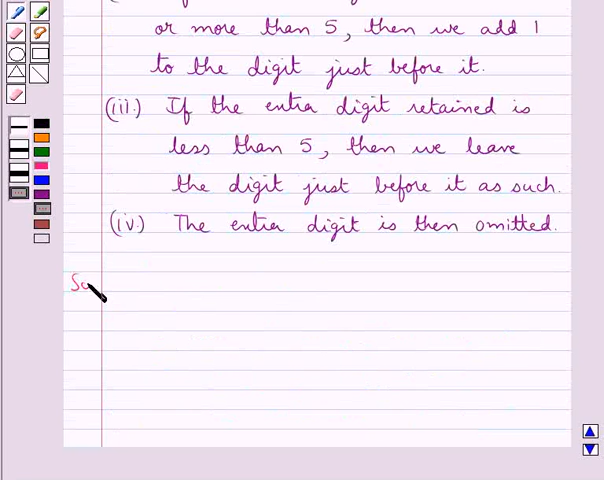 or more than 5, then we add 1
to the digit just before it.
(iii.) If the extra digit retained is
less than 5, then we leave
the digit just before it as such.
(iv.) The extra digit is then omitted.
So